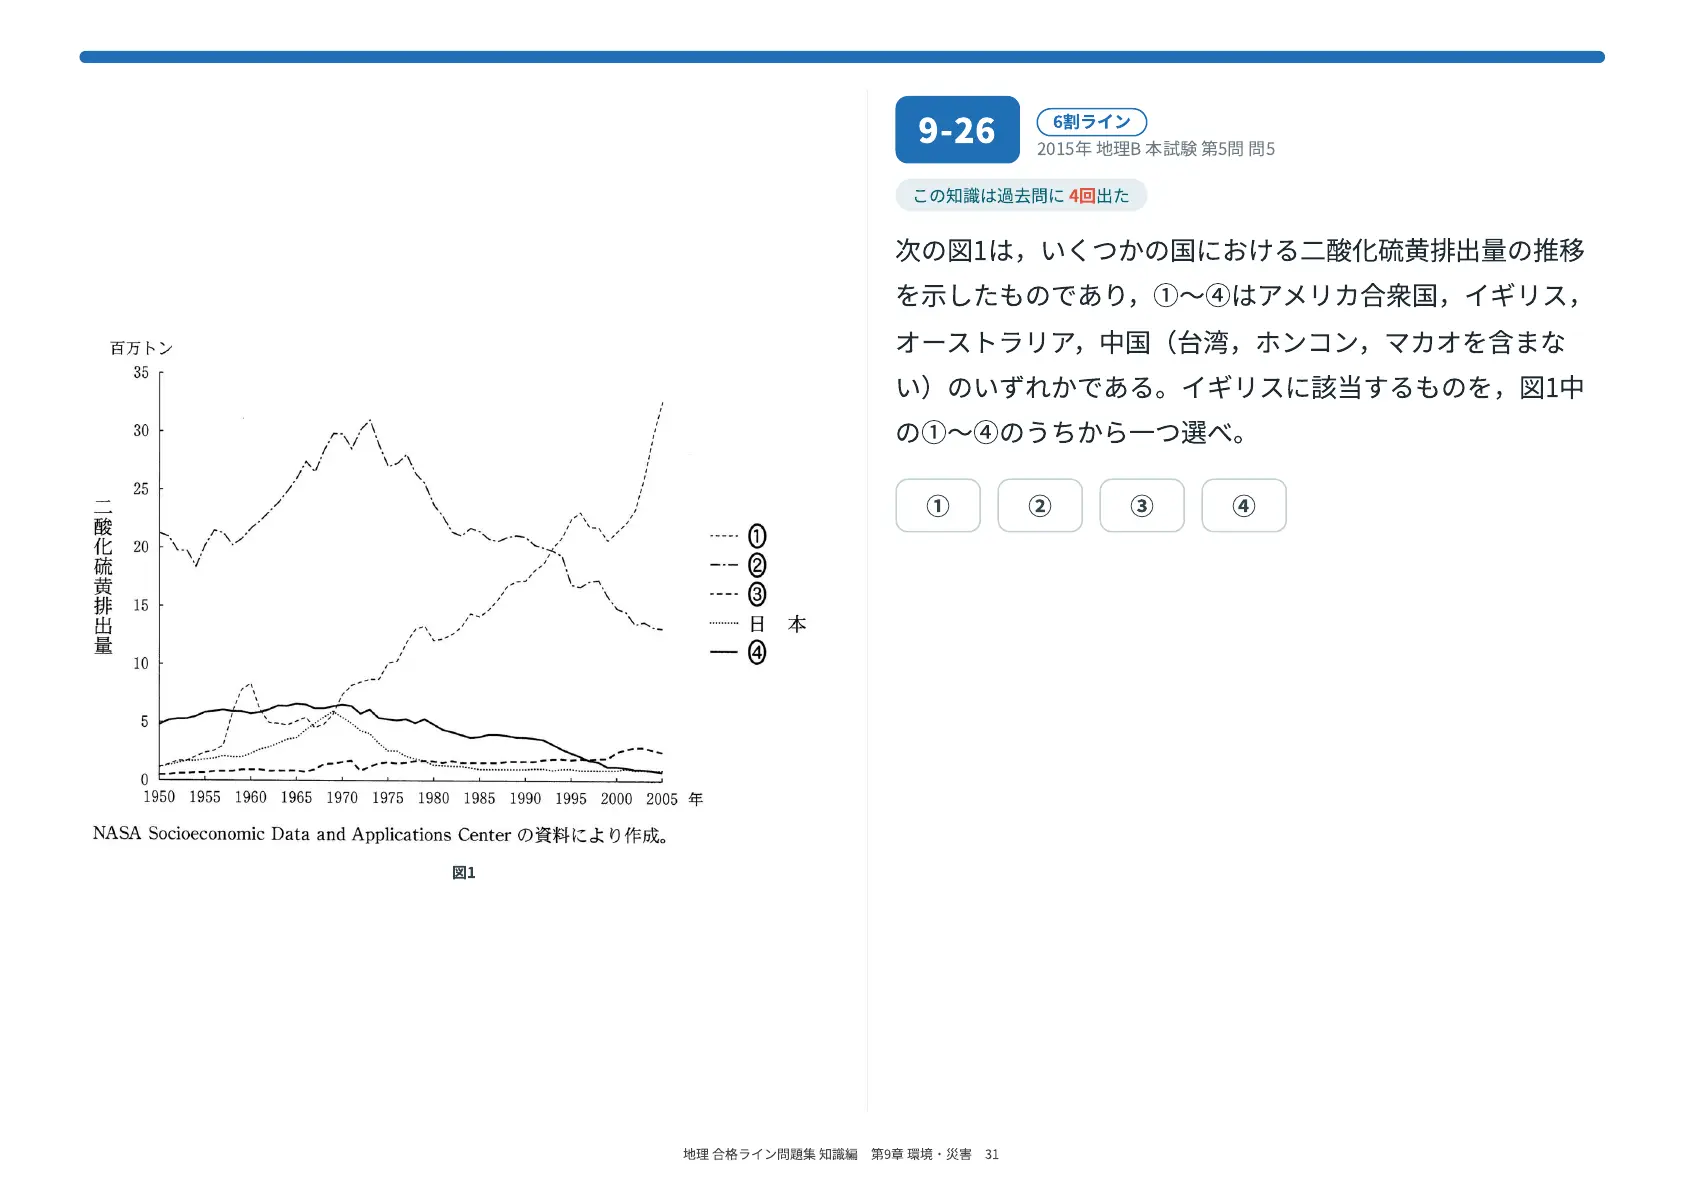 百万トン
35
30
25
20
15
10
5
0
二酸化硫黄排出量
1950 1955 1960 1965 1970 1975 1980 1985 1990 1995 2000 2005 年
①
②
③
日 本
④
NASA Socioeconomic Data and Applications Center の資料により作成。
図1
9-26
6割ライン
2015年 地理B 本試験 第5問 問5
この知識は過去問に 4回出た
次の図1は，いくつかの国における二酸化硫黄排出量の推移
を示したものであり，①〜④はアメリカ合衆国，イギリス，
オーストラリア，中国（台湾，ホンコン，マカオを含まな
い）のいずれかである。イギリスに該当するものを，図1中
の①〜④のうちから一つ選べ。
① ② ③ ④
地理 合格ライン問題集 知識編 第9章 環境・災害 31